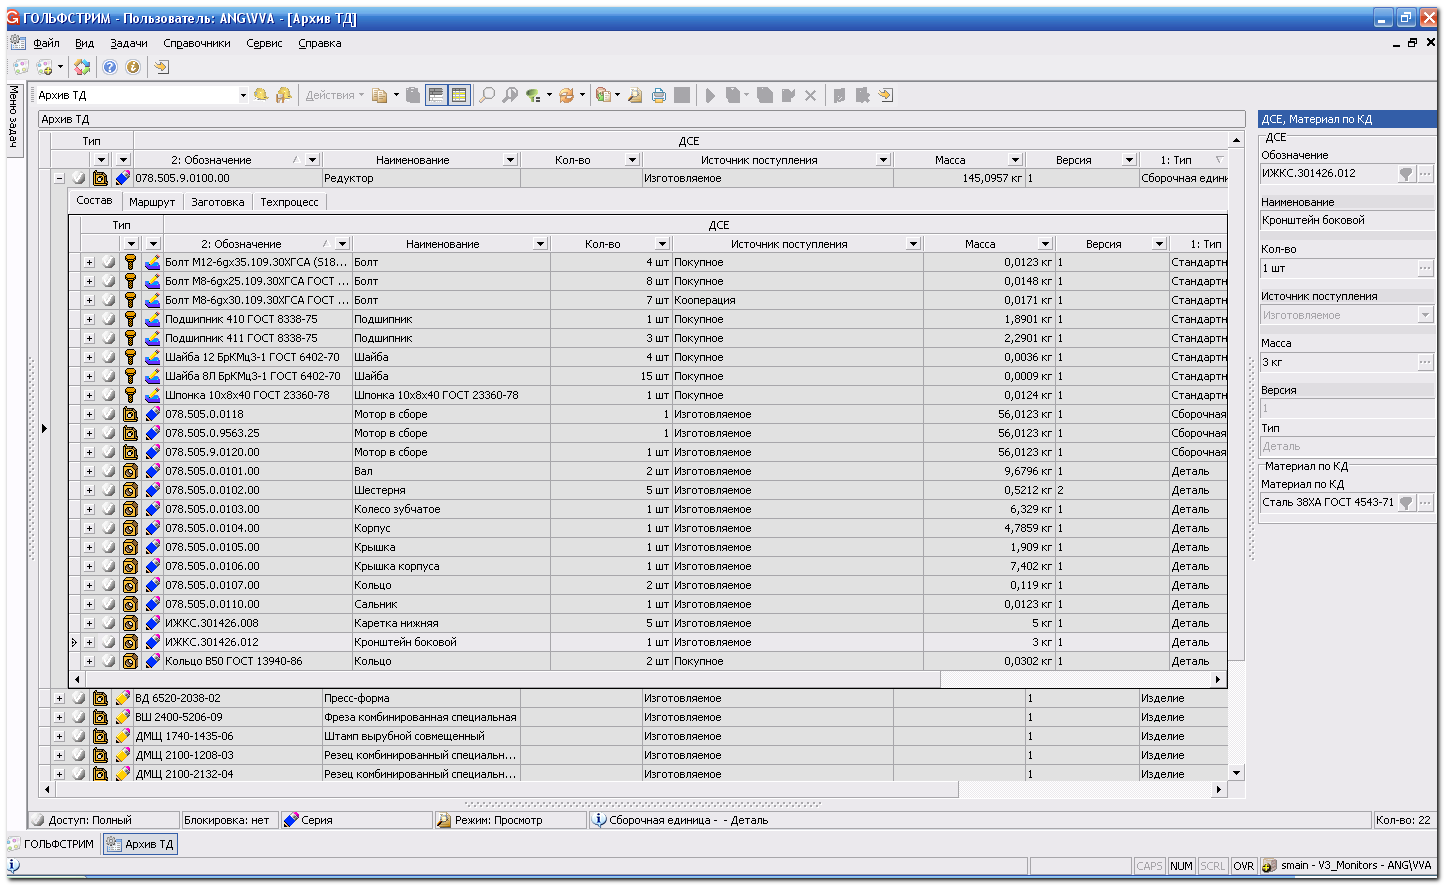 ГОЛЬФСТРИМ - Пользователь: ANG\VVA - [Архив ТД]
Файл Вид Задачи Справочники Сервис Справка
Меню задач
Архив ТД Действия
Архив ТД
Тип ДСЕ
2: Обозначение Наименование Кол-во Источник поступления Масса Версия 1: Тип
078.505.9.0100.00 Редуктор Изготовляемое 145,0957 кг 1 Сборочная един
Состав Маршрут Заготовка Техпроцесс
Тип ДСЕ
2: Обозначение Наименование Кол-во Источник поступления Масса Версия 1: Тип
Болт М12-6gx35.109.30ХГСА (S18... Болт 4 шт Покупное 0,0123 кг 1 Стандартн
Болт М8-6gx25.109.30ХГСА ГОСТ ... Болт 8 шт Покупное 0,0148 кг 1 Стандартн
Болт М8-6gx30.109.30ХГСА ГОСТ ... Болт 7 шт Кооперация 0,0171 кг 1 Стандартн
Подшипник 410 ГОСТ 8338-75 Подшипник 1 шт Покупное 1,8901 кг 1 Стандартн
Подшипник 411 ГОСТ 8338-75 Подшипник 3 шт Покупное 2,2901 кг 1 Стандартн
Шайба 12 БрКМц3-1 ГОСТ 6402-70 Шайба 4 шт Покупное 0,0036 кг 1 Стандартн
Шайба 8Л БрКМц3-1 ГОСТ 6402-70 Шайба 15 шт Покупное 0,0009 кг 1 Стандартн
Шпонка 10x8x40 ГОСТ 23360-78 Шпонка 10x8x40 ГОСТ 23360-78 1 шт Покупное 0,0124 кг 1 Стандартн
078.505.0.0118 Мотор в сборе 1 Изготовляемое 56,0123 кг 1 Сборочная
078.505.0.9563.25 Мотор в сборе 1 Изготовляемое 56,0123 кг 1 Сборочная
078.505.9.0120.00 Мотор в сборе 1 шт Изготовляемое 56,0123 кг 1 Сборочная
078.505.0.0101.00 Вал 2 шт Изготовляемое 9,6796 кг 1 Деталь
078.505.0.0102.00 Шестерня 5 шт Изготовляемое 0,5212 кг 2 Деталь
078.505.0.0103.00 Колесо зубчатое 1 шт Изготовляемое 6,329 кг 1 Деталь
078.505.0.0104.00 Корпус 1 шт Изготовляемое 4,7859 кг 1 Деталь
078.505.0.0105.00 Крышка 1 шт Изготовляемое 1,909 кг 1 Деталь
078.505.0.0106.00 Крышка корпуса 1 шт Изготовляемое 7,402 кг 1 Деталь
078.505.0.0107.00 Кольцо 2 шт Изготовляемое 0,119 кг 1 Деталь
078.505.0.0110.00 Сальник 1 шт Изготовляемое 0,0123 кг 1 Деталь
ИЖКС.301426.008 Каретка нижняя 5 шт Изготовляемое 5 кг 1 Деталь
ИЖКС.301426.012 Кронштейн боковой 1 шт Изготовляемое 3 кг 1 Деталь
Кольцо В50 ГОСТ 13940-86 Кольцо 2 шт Покупное 0,0302 кг 1 Деталь
ВД 6520-2038-02 Пресс-форма Изготовляемое 1 Изделие
ВШ 2400-5206-09 Фреза комбинированная специальная Изготовляемое 1 Изделие
ДМЩ 1740-1435-06 Штамп вырубной совмещенный Изготовляемое 1 Изделие
ДМЩ 2100-1208-03 Резец комбинированный специальн... Изготовляемое 1 Изделие
ДМЩ 2100-2132-04 Резец комбинированный специальн... Изготовляемое 1 Изделие
ДСЕ, Материал по КД
ДСЕ
Обозначение
ИЖКС.301426.012
Наименование
Кронштейн боковой
Кол-во
1 шт
Источник поступления
Изготовляемое
Масса
3 кг
Версия
1
Тип
Деталь
Материал по КД
Материал по КД
Сталь 38ХА ГОСТ 4543-71
Доступ: Полный Блокировка: нет Серия Режим: Просмотр Сборочная единица - - Деталь Кол-во: 22
ГОЛЬФСТРИМ Архив ТД
CAPS NUM SCRL OVR smain - V3_Monitors - ANG\VVA